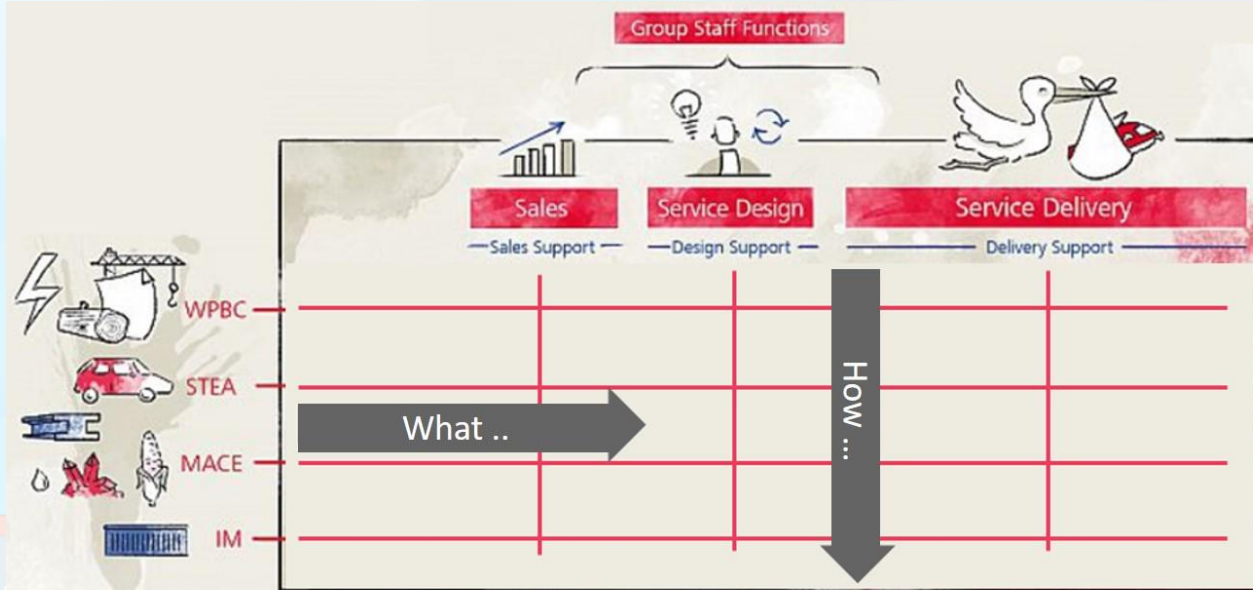 Group Staff Functions
Sales
Service Design
Service Delivery
Sales Support
Design Support
Delivery Support
WPBC
STEA
What ..
How ...
MACE
IM